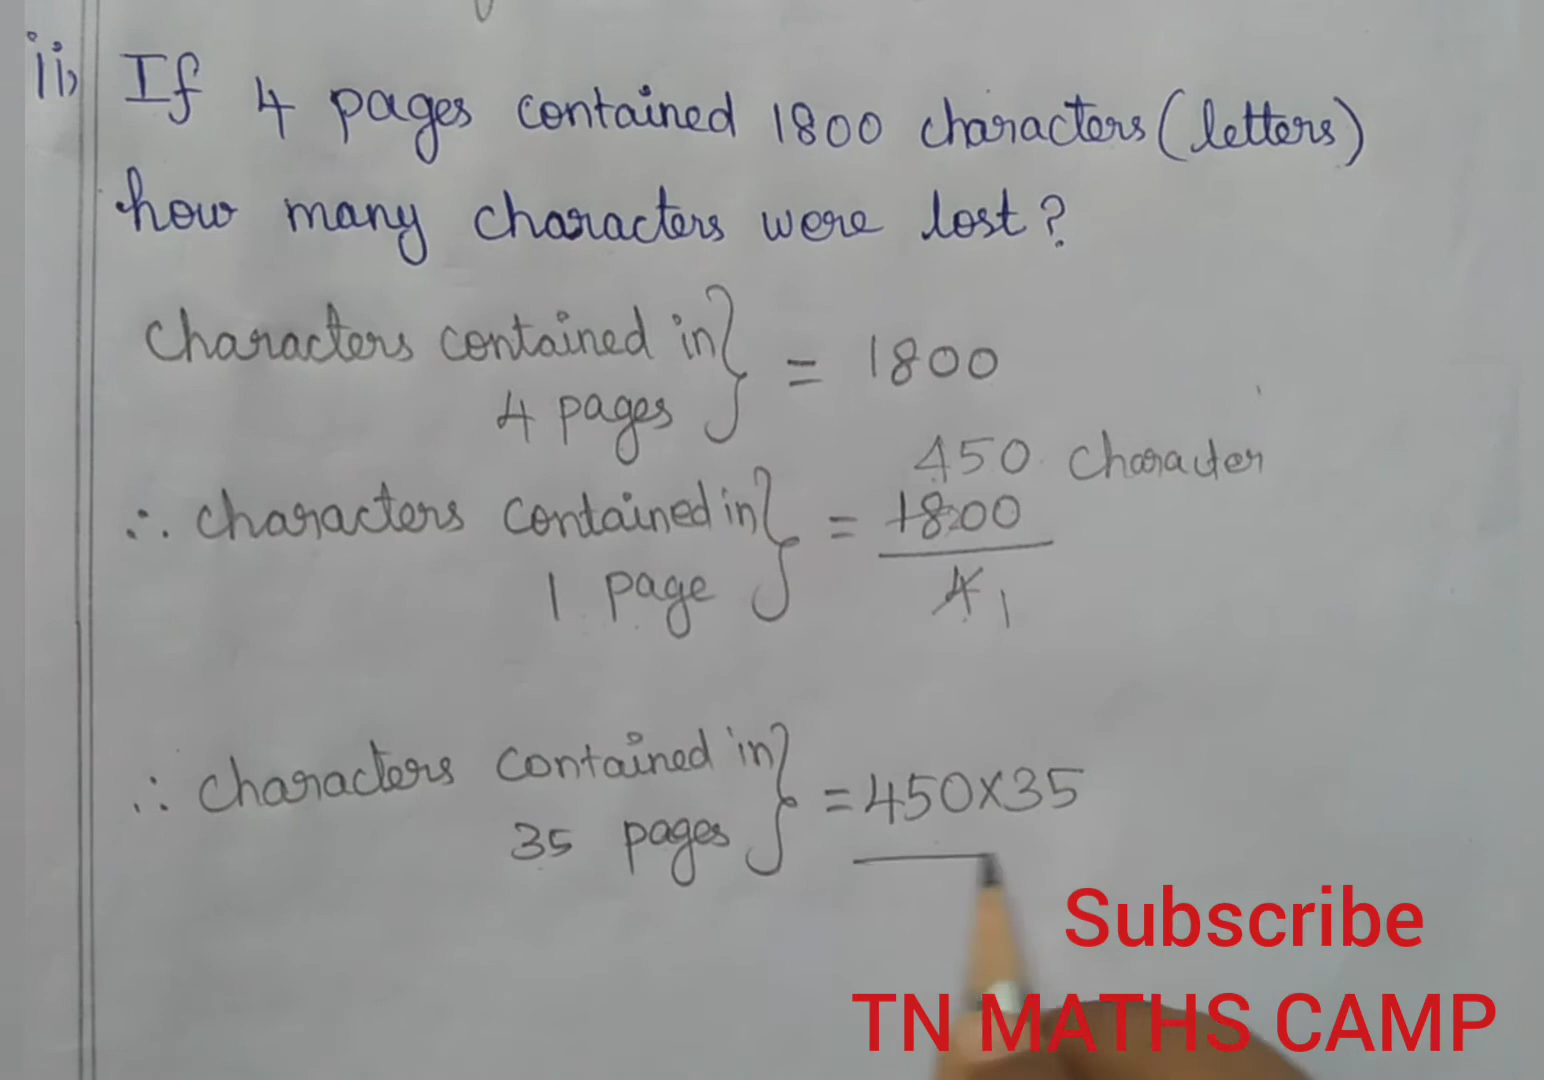 ii) If 4 pages contained 1800 characters (letters)
how many characters were lost?
characters contained in } = 1800
4 pages
450 character
∴ characters contained in } = 1800
1 page 4 1
∴ characters contained in } = 450×35
35 pages
Subscribe
TN MATHS CAMP